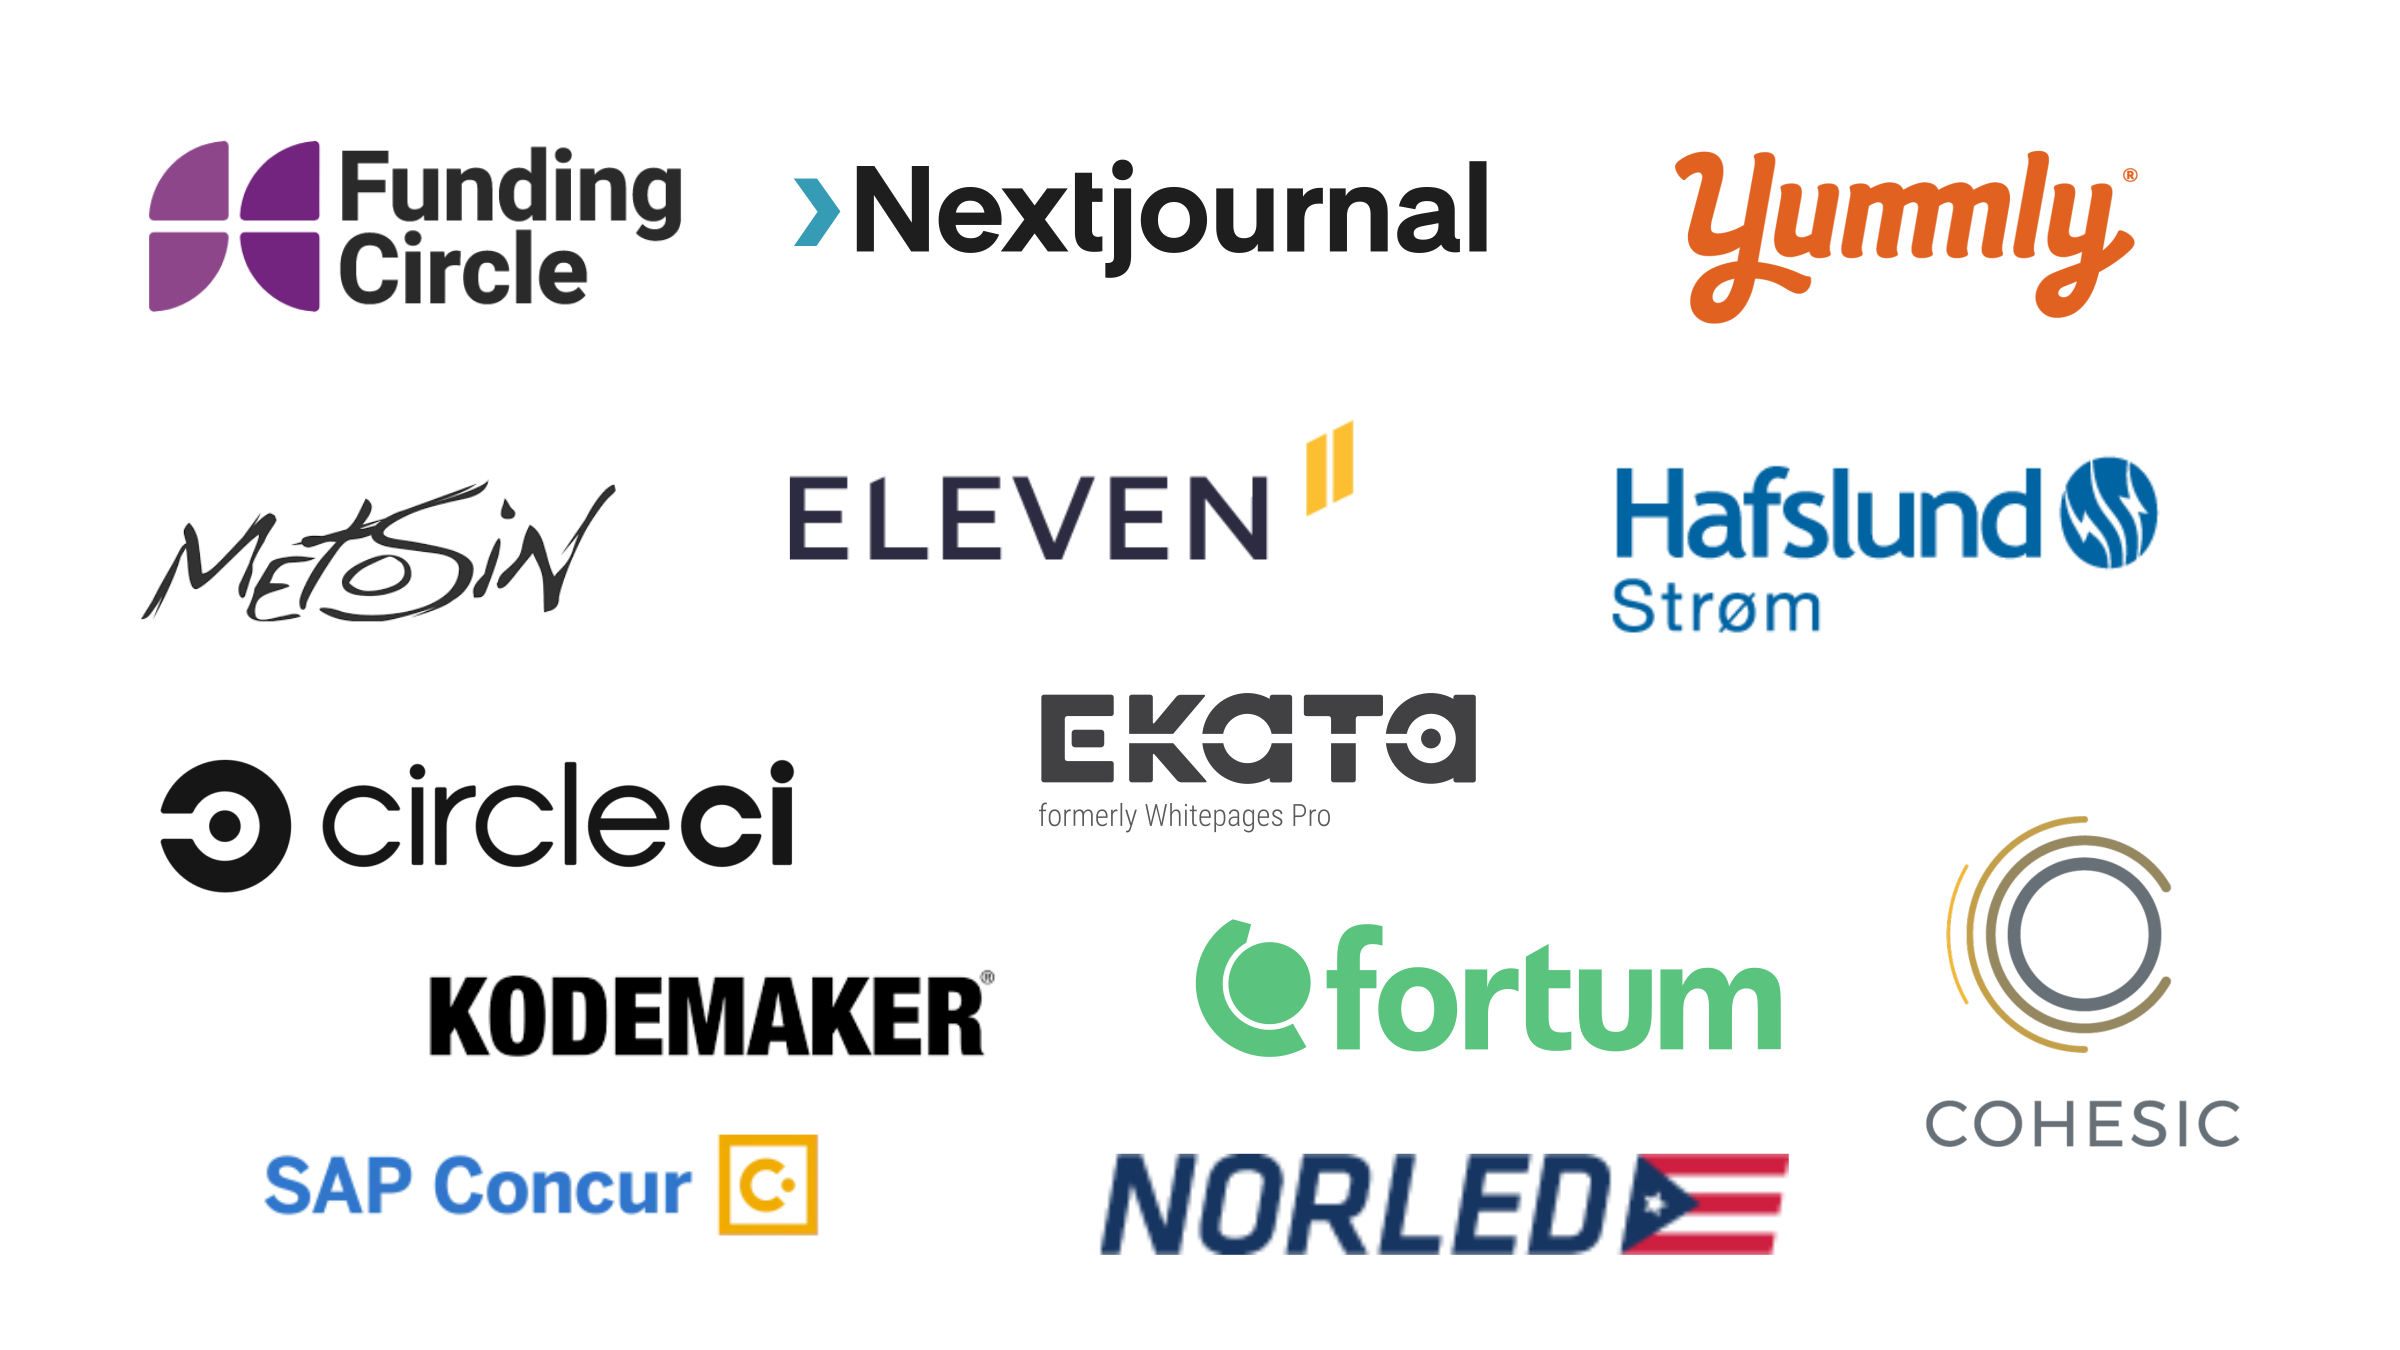 Funding
Circle
Nextjournal
Yummly®
METOSIN
ELEVEN
Hafslund
Strøm
circleci
EKATA
formerly Whitepages Pro
KODEMAKER®
fortum
COHESIC
SAP Concur C
NORLED